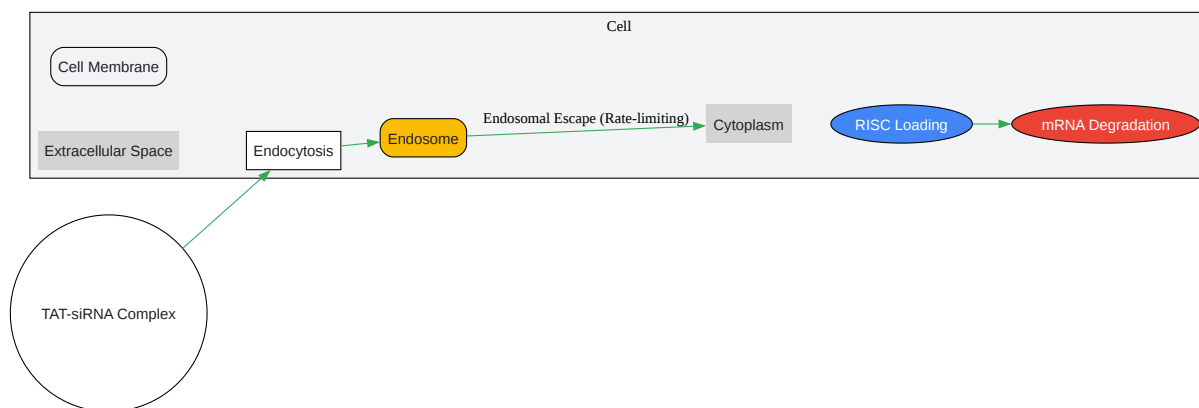 Cell
Cell Membrane
Extracellular Space
Endocytosis
Endosome
Endosomal Escape (Rate-limiting)
Cytoplasm
RISC Loading
mRNA Degradation
TAT-siRNA Complex